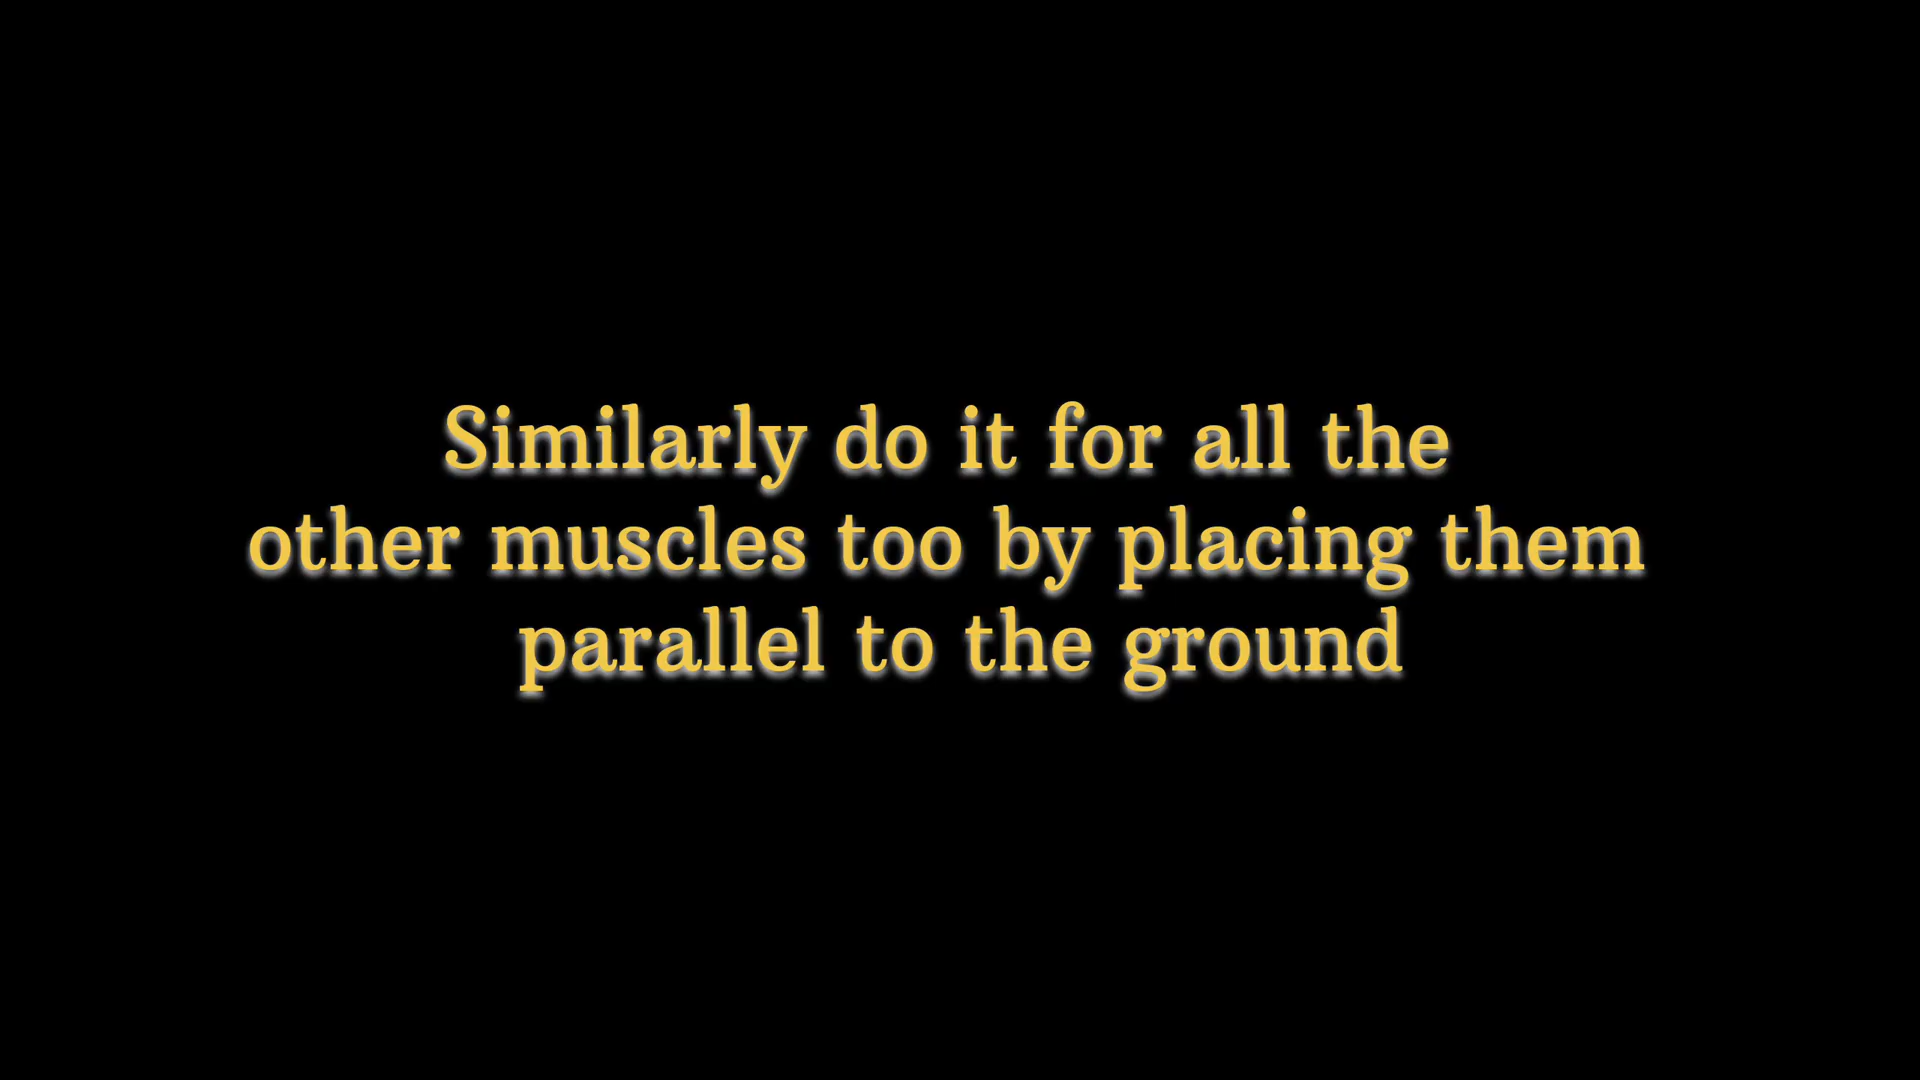 Similarly do it for all the
other muscles too by placing them
parallel to the ground